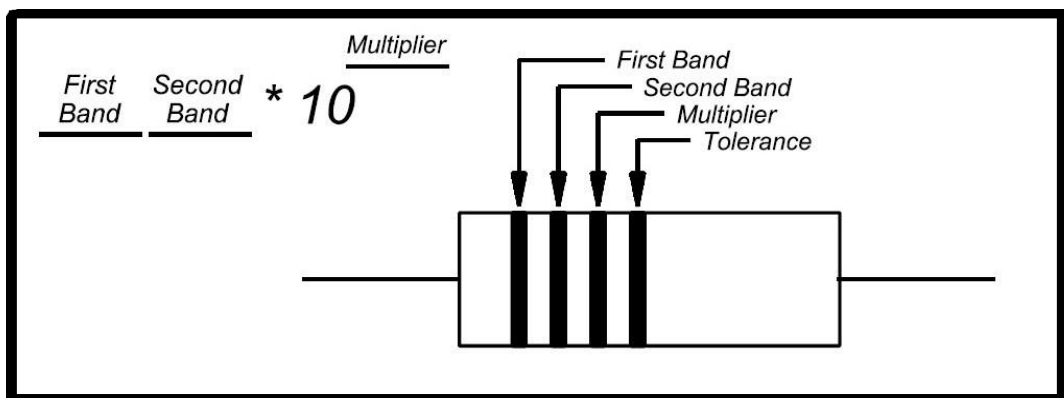 Multiplier
First Band
Second Band
* 10
First Band
Second Band
Multiplier
Tolerance